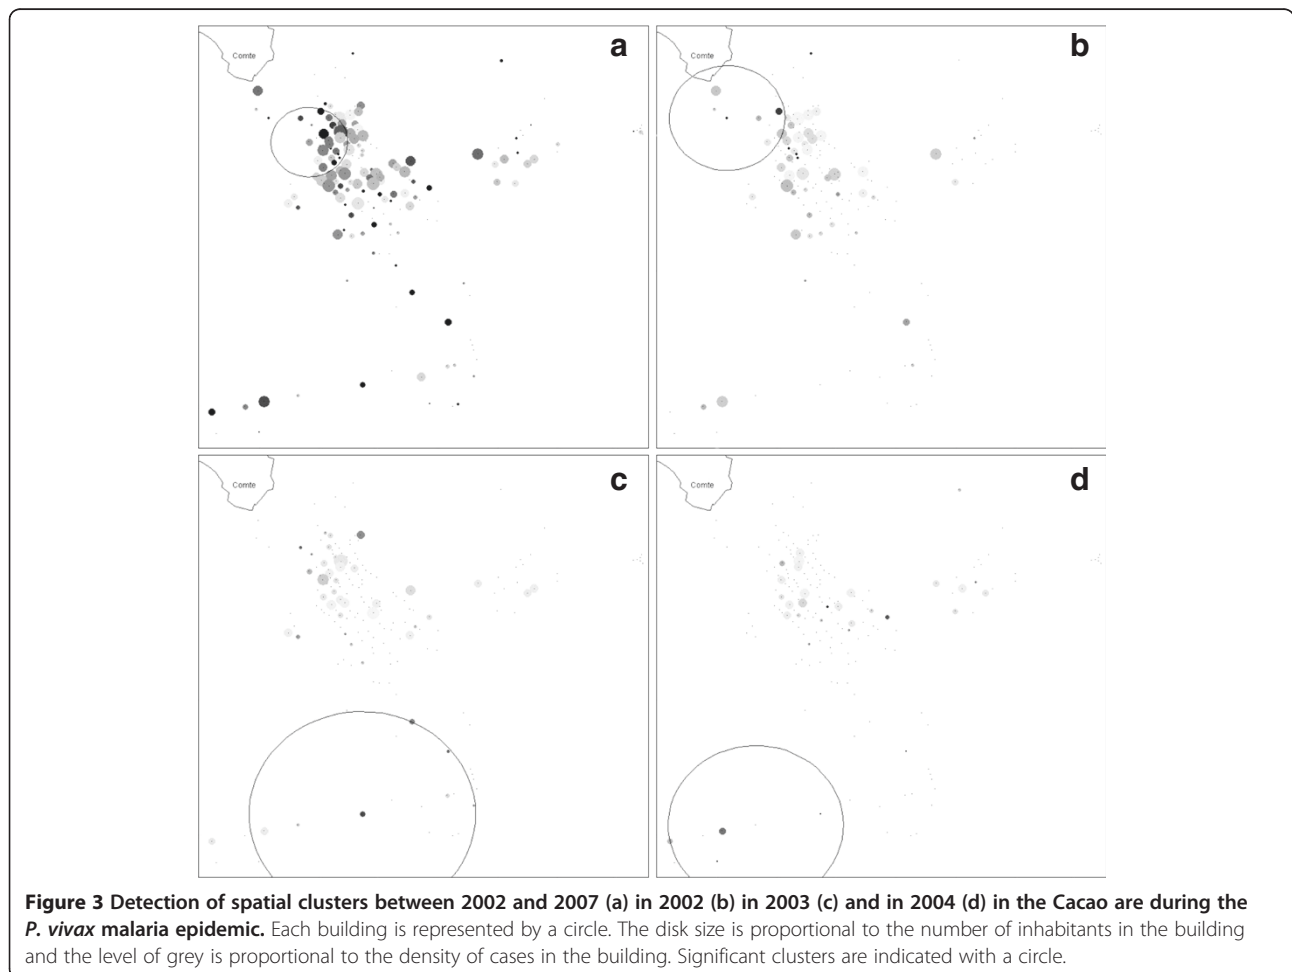 a
Comte
b
Comte
c
Comte
d
Comte
Figure 3 Detection of spatial clusters between 2002 and 2007 (a) in 2002 (b) in 2003 (c) and in 2004 (d) in the Cacao are during the
P. vivax malaria epidemic. Each building is represented by a circle. The disk size is proportional to the number of inhabitants in the building
and the level of grey is proportional to the density of cases in the building. Significant clusters are indicated with a circle.